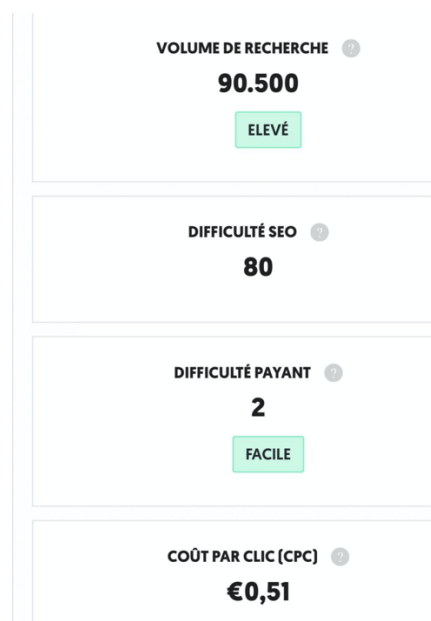 VOLUME DE RECHERCHE ?
90.500
ELEVÉ
DIFFICULTÉ SEO ?
80
DIFFICULTÉ PAYANT ?
2
FACILE
COÛT PAR CLIC (CPC) ?
€0,51